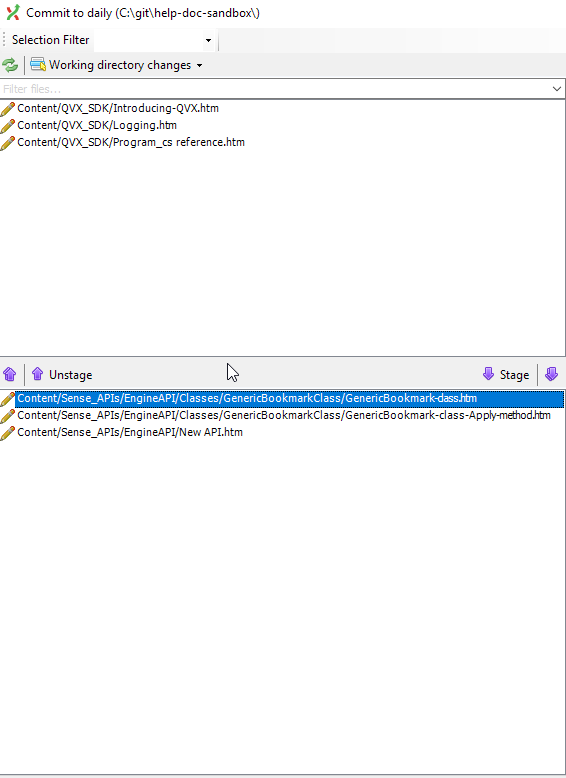 Commit to daily (C:\git\help-doc-sandbox\)
Selection Filter
Working directory changes
Filter files...
Content/QVX_SDK/Introducing-QVX.htm
Content/QVX_SDK/Logging.htm
Content/QVX_SDK/Program_cs reference.htm
Unstage Stage
Content/Sense_APIs/EngineAPI/Classes/GenericBookmarkClass/GenericBookmark-class.htm
Content/Sense_APIs/EngineAPI/Classes/GenericBookmarkClass/GenericBookmark-class-Apply-method.htm
Content/Sense_APIs/EngineAPI/New API.htm